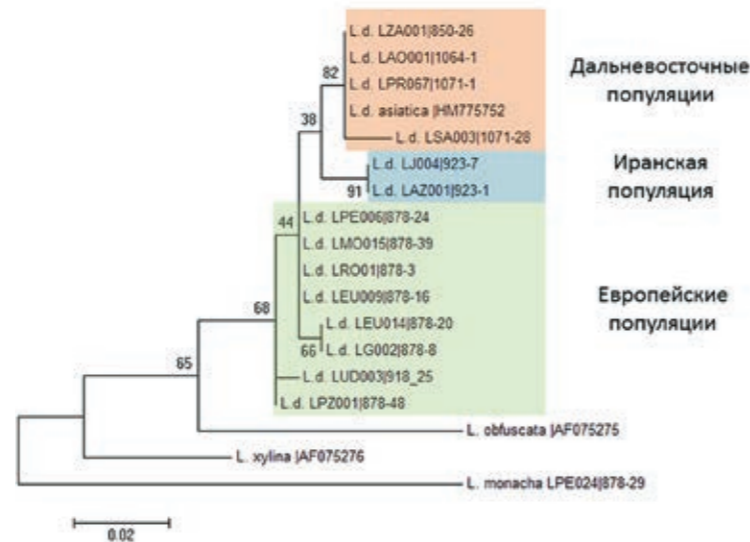 L.d. LZA001|850-26
L.d. LAO001|1064-1
82
L.d. LPR067|1071-1
Дальневосточные
популяции
L.d. asiatica |HM775752
38
L.d. LSA003|1071-28
L.d. LJ004|923-7
Иранская
популяция
91
L.d. LAZ001|923-1
44
L.d. LPE006|878-24
L.d. LMO015|878-39
L.d. LRO01|878-3
L.d. LEU009|878-16
Европейские
популяции
68
L.d. LEU014|878-20
66
L.d. LG002|878-8
65
L.d. LUD003|918_25
L.d. LPZ001|878-48
L. obfuscata |AF075275
L. xylina |AF075276
L. monacha LPE024|878-29
0.02